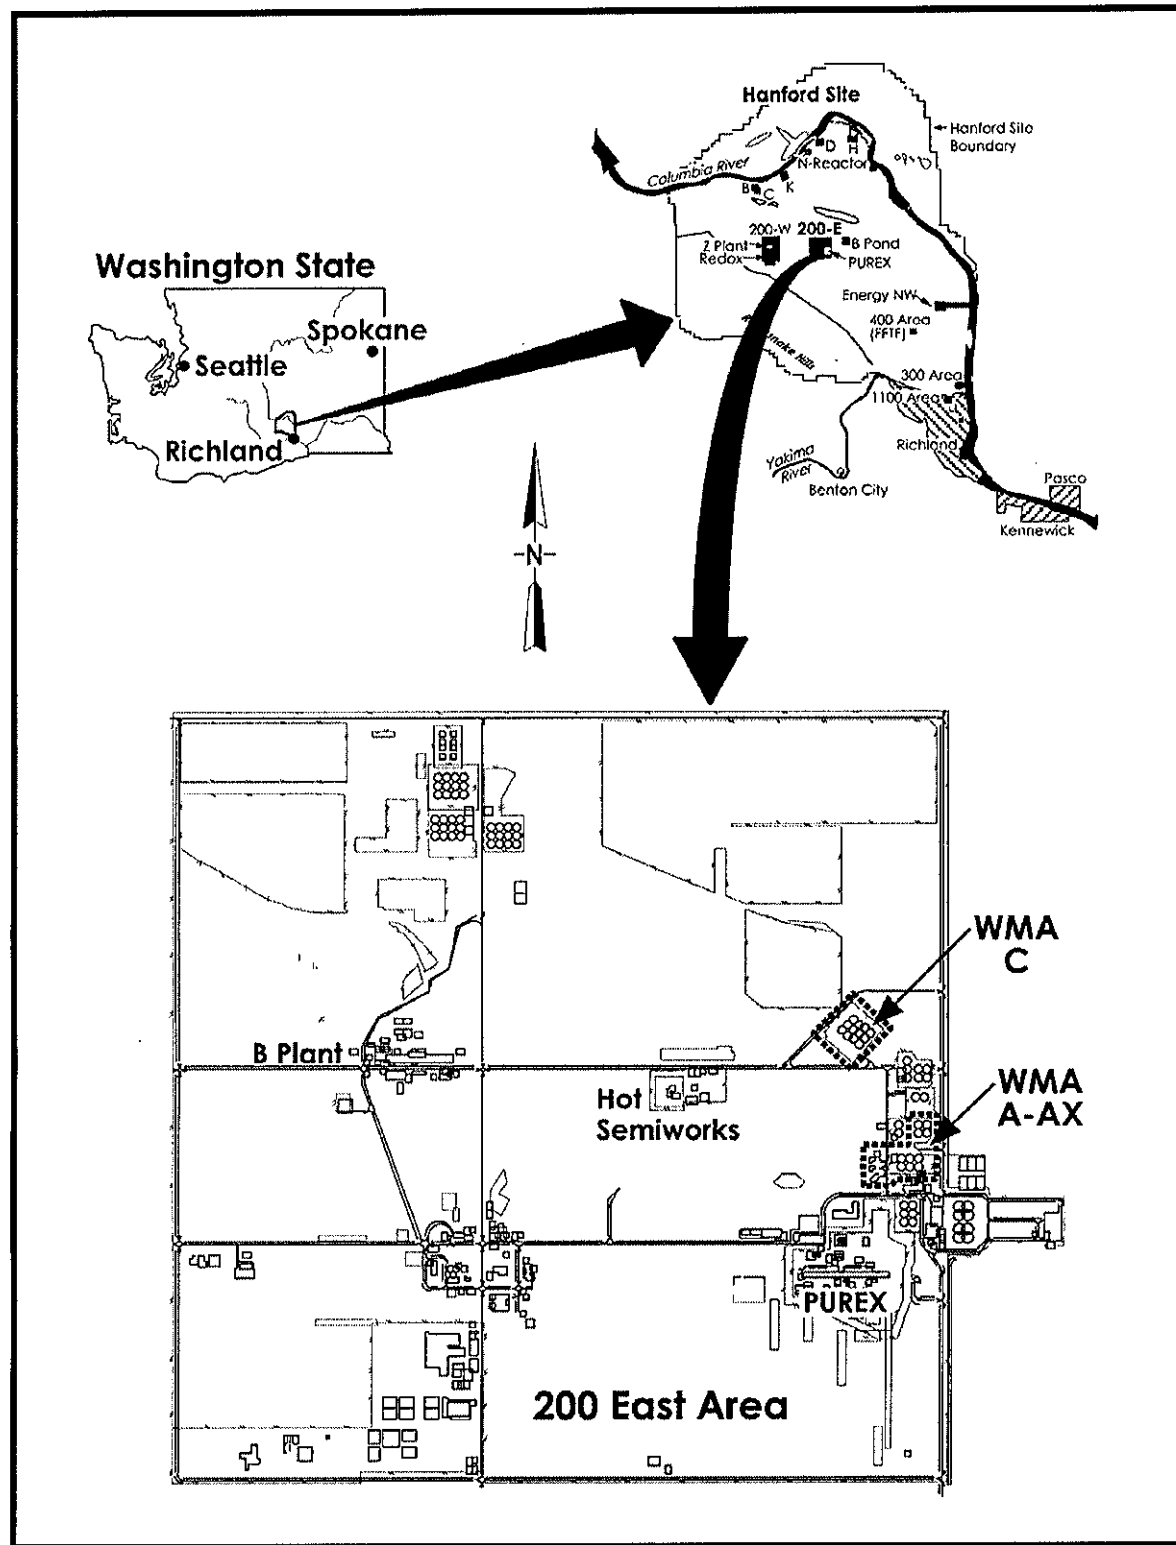 Hanford Site
Hanford Site
Boundary
Columbia River
D
H
N-Reactor
K
B
C
200-W
200-E
Z Plant
Redox
B Pond
PUREX
Energy NW
400 Area
(FFTF)
300 Area
1100 Area
Richland
Yakima
River
Benton City
Pasco
Kennewick
Washington State
Spokane
Seattle
Richland
N
WMA
C
B Plant
Hot
Semiworks
WMA
A-AX
PUREX
200 East Area